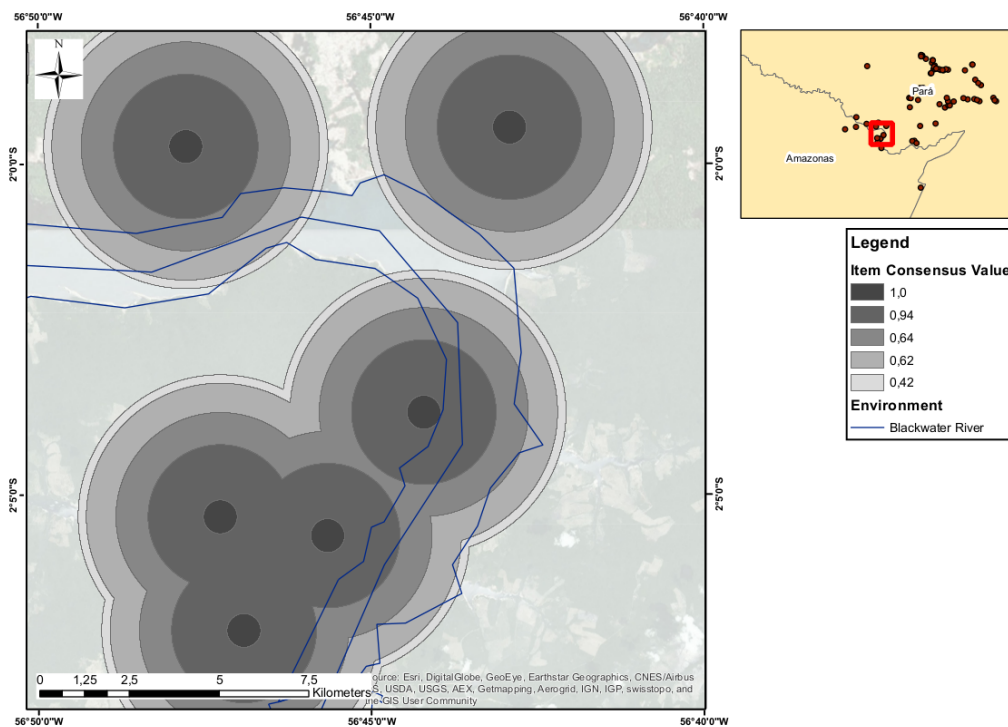 56°50'0"W
56°45'0"W
56°40'0"W
N
2°0'0"S
2°0'0"S
2°5'0"S
2°5'0"S
0 1,25 2,5 5 7,5
Kilometers
ource: Esri, DigitalGlobe, GeoEye, Earthstar Geographics, CNES/Airbus
S, USDA, USGS, AEX, Getmapping, Aerogrid, IGN, IGP, swisstopo, and
he GIS User Community
56°50'0"W
56°45'0"W
56°40'0"W
Pará
Amazonas
Legend
Item Consensus Value
1,0
0,94
0,64
0,62
0,42
Environment
Blackwater River